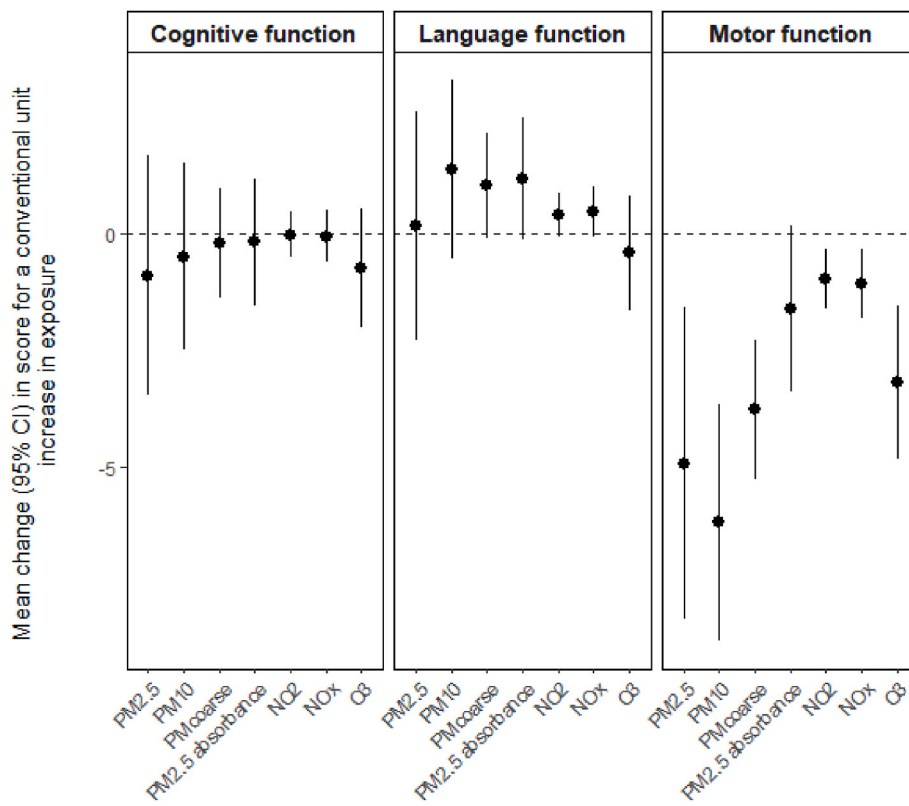 Cognitive function
Language function
Motor function
Mean change (95% CI) in score for a conventional unit
increase in exposure
0
-5
PM2.5
PM10
PMcoarse
PM2.5 absorbance
NO2
NOx
O3
PM2.5
PM10
PMcoarse
PM2.5 absorbance
NO2
NOx
O3
PM2.5
PM10
PMcoarse
PM2.5 absorbance
NO2
NOx
O3